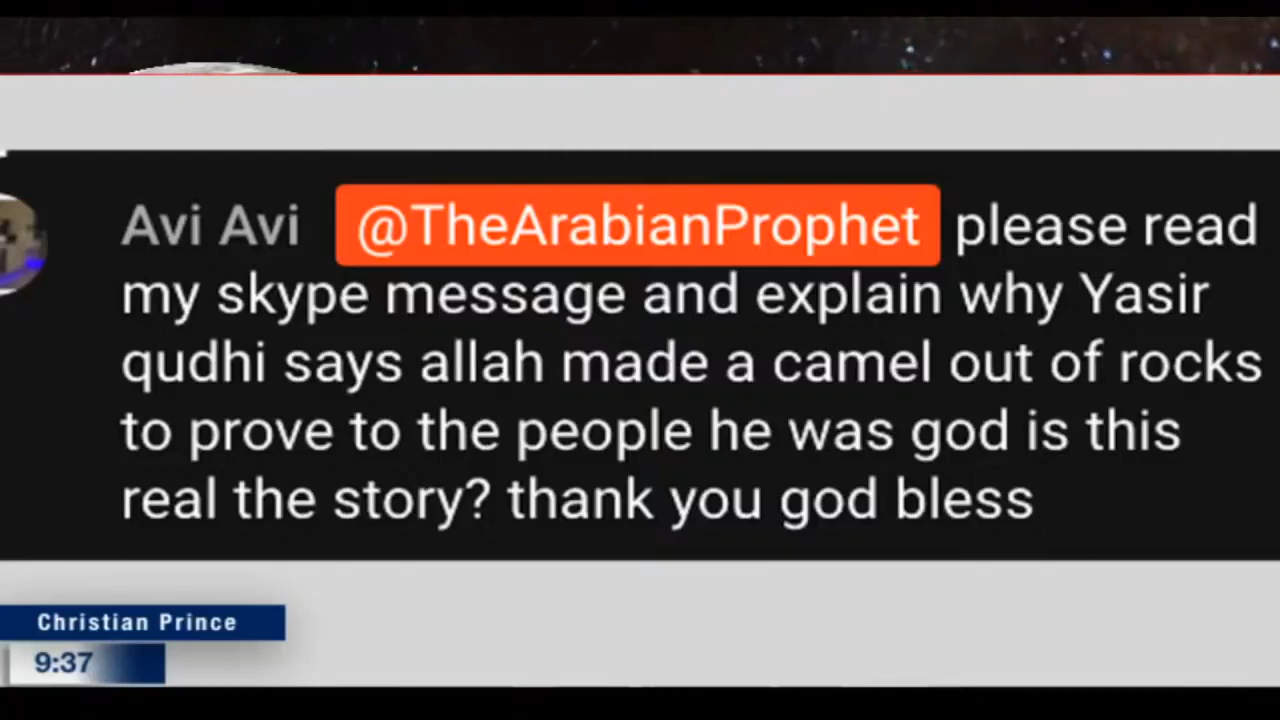 Avi Avi @TheArabianProphet please read
my skype message and explain why Yasir
qudhi says allah made a camel out of rocks
to prove to the people he was god is this
real the story? thank you god bless
Christian Prince
9:37